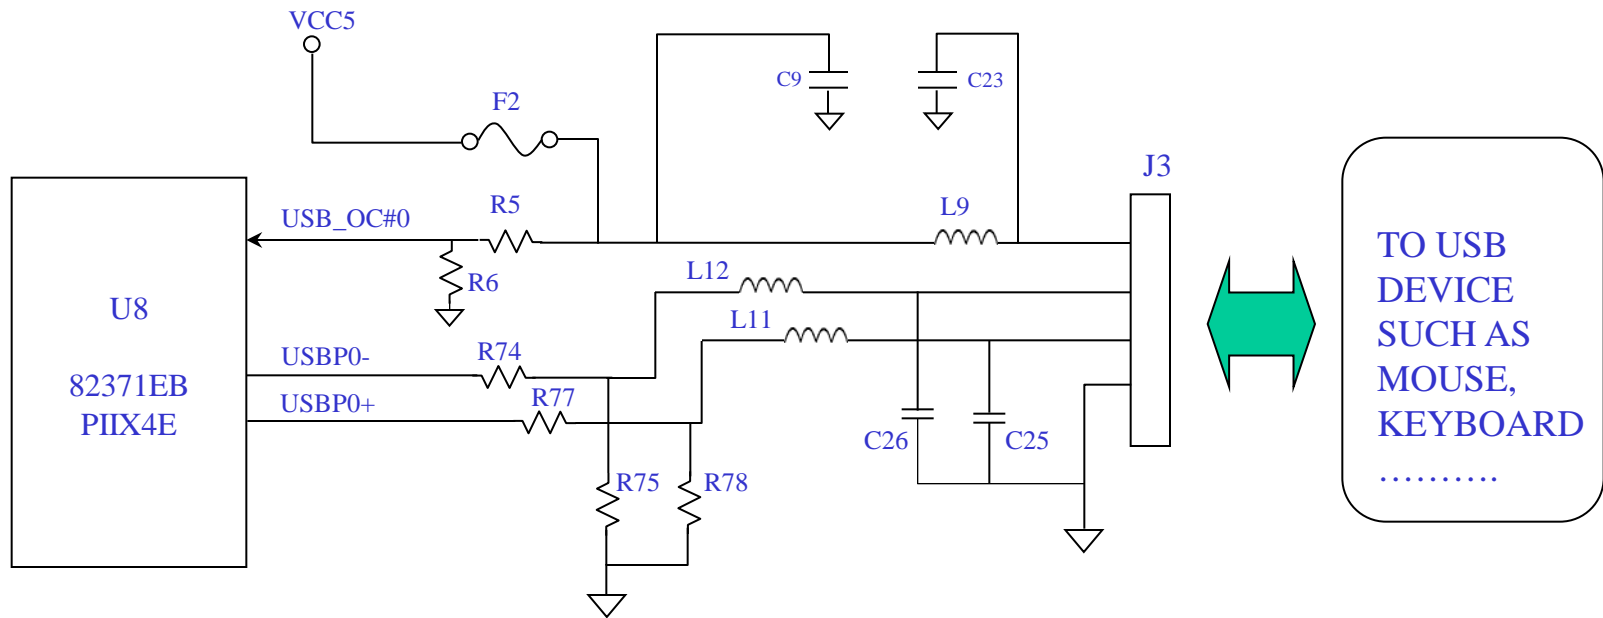 VCC5
C9
C23
F2
J3
R5
L9
USB_OC#0
TO USB
DEVICE
SUCH AS
MOUSE,
KEYBOARD
……….
L12
R6
U8
L11
USBP0-
R74
82371EB
PIIX4E
USBP0+
R77
C26
C25
R75
R78